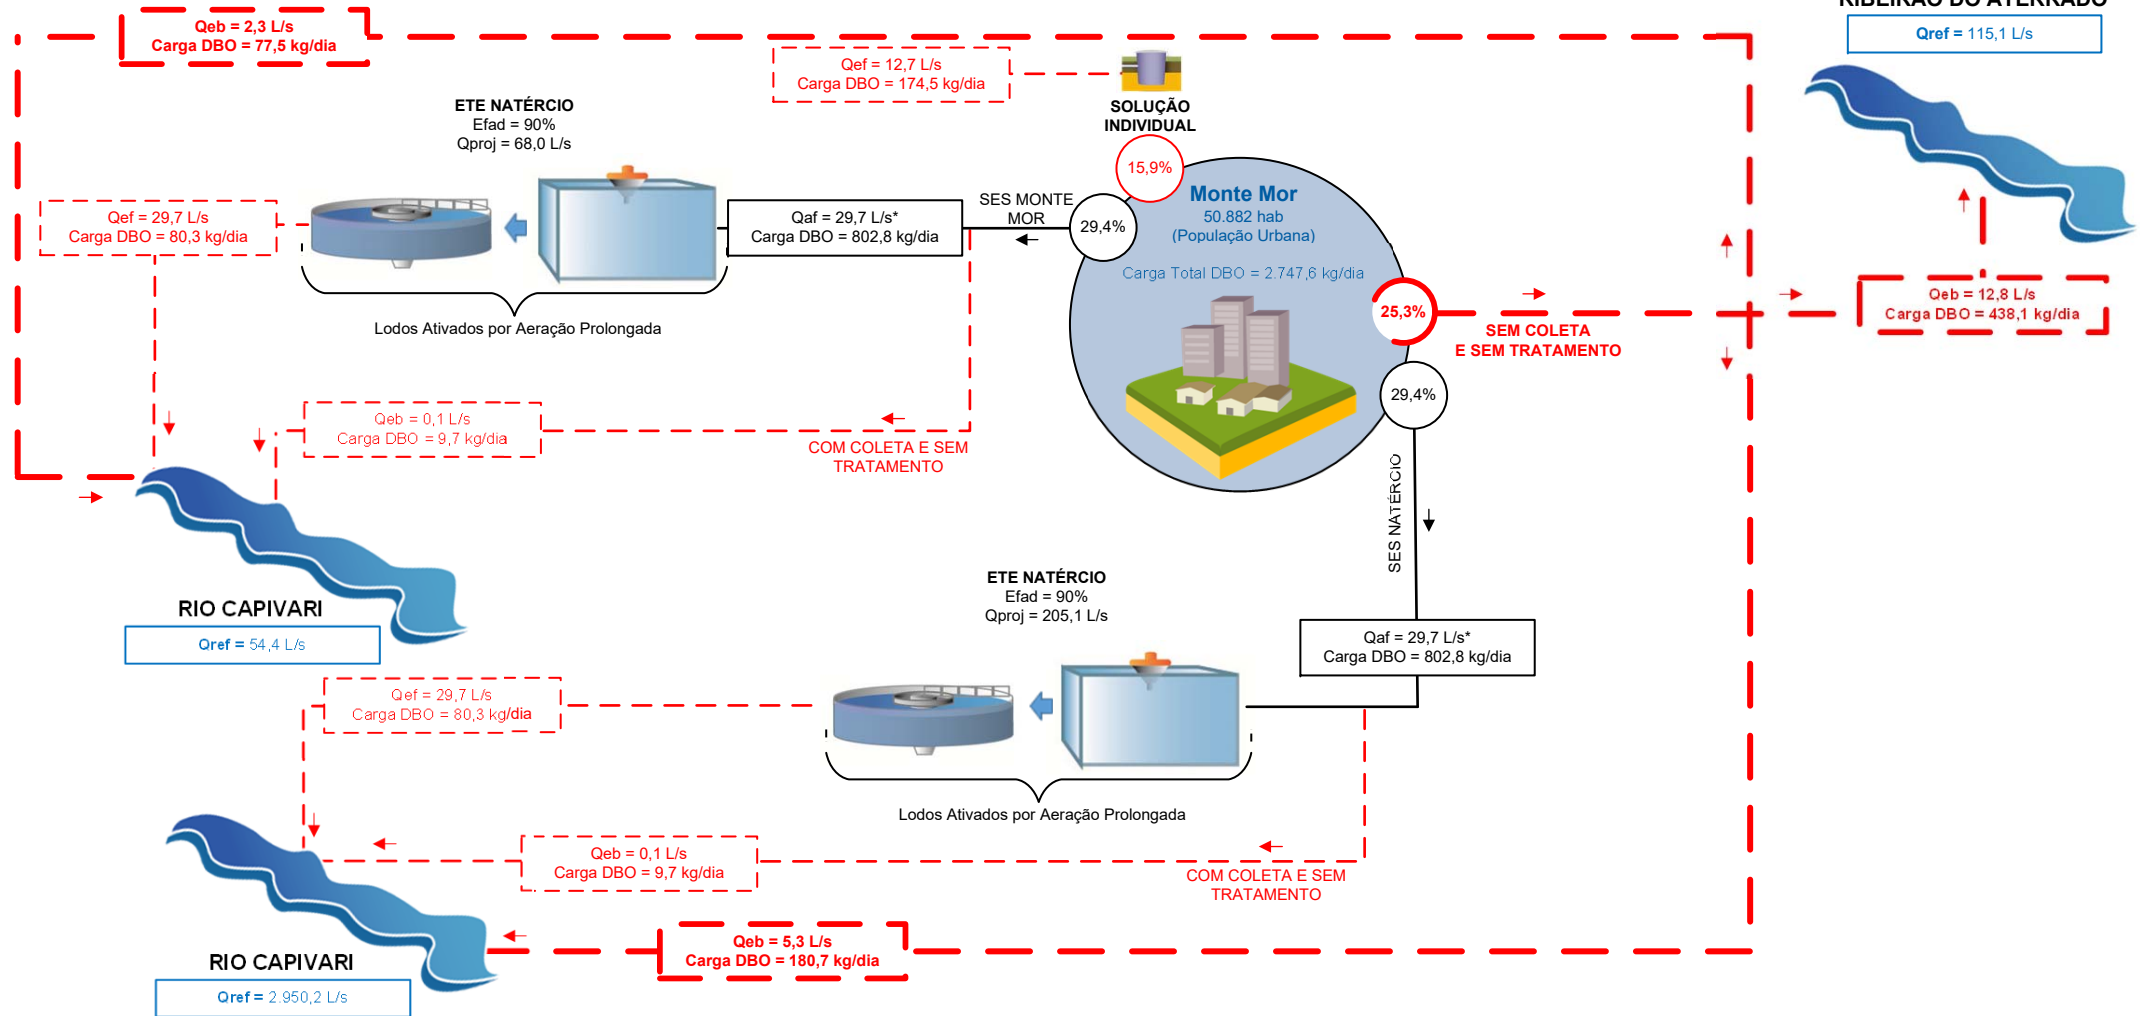 RIBEIRÃO DO ATERRADO
Qref = 115,1 L/s
Qeb = 2,3 L/s
Carga DBO = 77,5 kg/dia
Qef = 12,7 L/s
Carga DBO = 174,5 kg/dia
SOLUÇÃO
INDIVIDUAL
15,9%
ETE NATÉRCIO
Efad = 90%
Qproj = 68,0 L/s
Qef = 29,7 L/s
Carga DBO = 80,3 kg/dia
Qaf = 29,7 L/s*
Carga DBO = 802,8 kg/dia
SES MONTE
MOR
29,4%
Monte Mor
50.882 hab
(População Urbana)
Carga Total DBO = 2.747,6 kg/dia
25,3%
SEM COLETA
E SEM TRATAMENTO
Qeb = 12,8 L/s
Carga DBO = 438,1 kg/dia
Lodos Ativados por Aeração Prolongada
29,4%
Qeb = 0,1 L/s
Carga DBO = 9,7 kg/dia
COM COLETA E SEM
TRATAMENTO
SES NATÉRCIO
RIO CAPIVARI
Qref = 54,4 L/s
ETE NATÉRCIO
Efad = 90%
Qproj = 205,1 L/s
Qaf = 29,7 L/s*
Carga DBO = 802,8 kg/dia
Qef = 29,7 L/s
Carga DBO = 80,3 kg/dia
Lodos Ativados por Aeração Prolongada
Qeb = 0,1 L/s
Carga DBO = 9,7 kg/dia
COM COLETA E SEM
TRATAMENTO
Qeb = 5,3 L/s
Carga DBO = 180,7 kg/dia
RIO CAPIVARI
Qref = 2.950,2 L/s